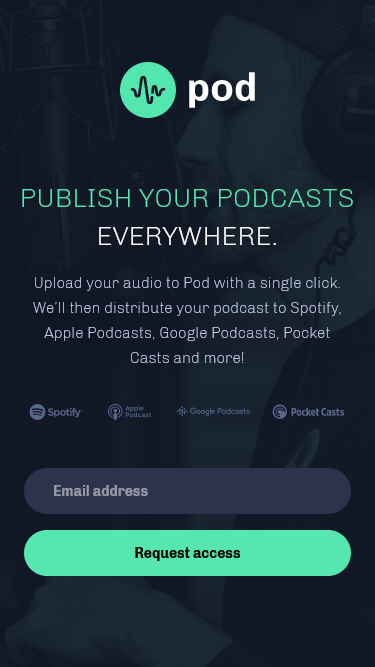 pod
PUBLISH YOUR PODCASTS
EVERYWHERE.
Upload your audio to Pod with a single click.
We’ll then distribute your podcast to Spotify,
Apple Podcasts, Google Podcasts, Pocket
Casts and more!
Spotify
Apple
Podcast
Google Podcasts
Pocket Casts
Email address
Request access